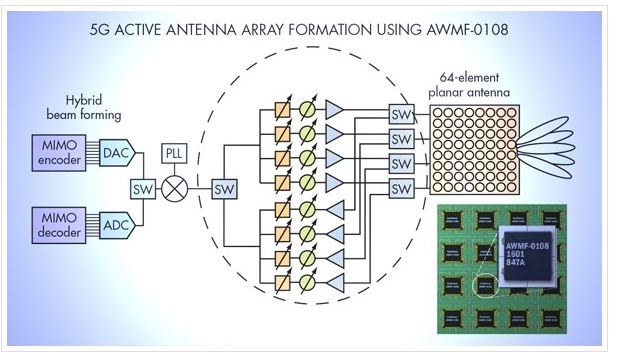 5G ACTIVE ANTENNA ARRAY FORMATION USING AWMF-0108
64-element
planar antenna
Hybrid
beam forming
MIMO
encoder
DAC
PLL
SW
SW
SW
SW
SW
SW
MIMO
decoder
ADC
AWMF-0108
1601
847A